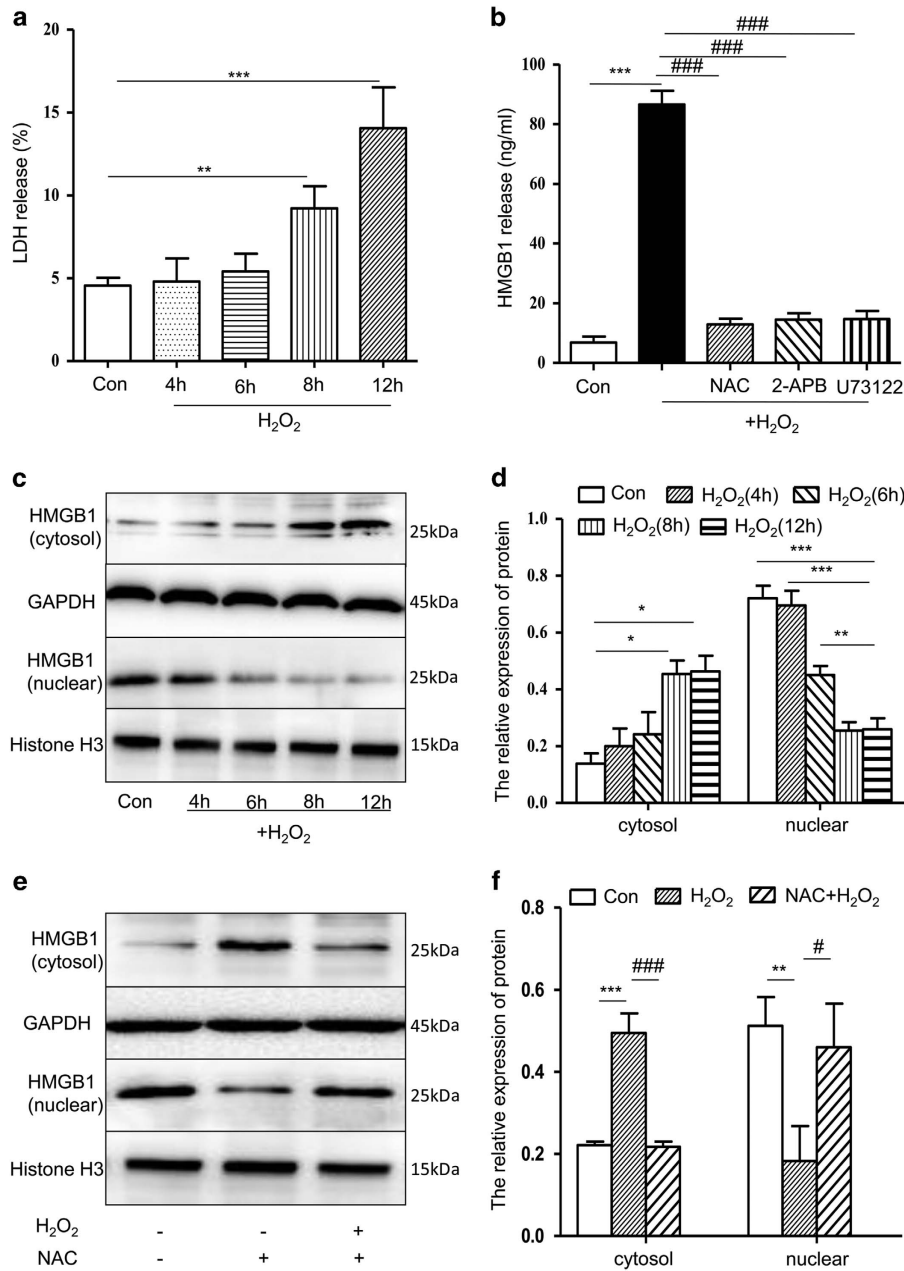 a
20
15
10
5
0
LDH release (%)
***
**
Con 4h 6h 8h 12h
H₂O₂
b
100
80
60
40
20
0
HMGB1 release (ng/ml)
###
###
*** ###
Con NAC 2-APB U73122
+H₂O₂
c
HMGB1
(cytosol)
25kDa
GAPDH
45kDa
HMGB1
(nuclear)
25kDa
Histone H3
15kDa
Con 4h 6h 8h 12h
+H₂O₂
d
Con H₂O₂(4h) H₂O₂(6h)
H₂O₂(8h) H₂O₂(12h)
1.0
0.8
0.6
0.4
0.2
0.0
The relative expression of protein
*
*
***
***
**
cytosol nuclear
e
HMGB1
(cytosol)
25kDa
GAPDH
45kDa
HMGB1
(nuclear)
25kDa
Histone H3
15kDa
H₂O₂ - - +
NAC - + +
f
Con H₂O₂ NAC+H₂O₂
0.8
0.6
0.4
0.2
0.0
The relative expression of protein
*** ###
** #
cytosol nuclear